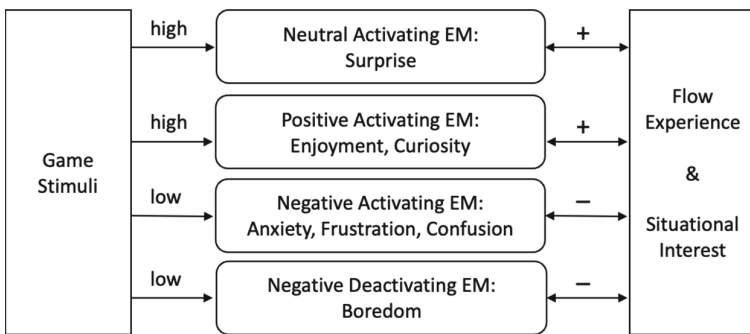 high
Neutral Activating EM:
Surprise
+
high
Positive Activating EM:
Enjoyment, Curiosity
+
Game
Stimuli
low
Negative Activating EM:
Anxiety, Frustration, Confusion
–
low
Negative Deactivating EM:
Boredom
–
Flow
Experience
&
Situational
Interest